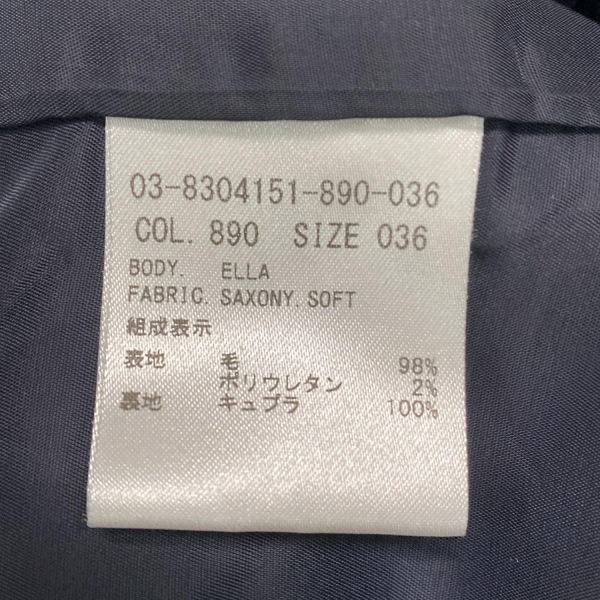 03-8304151-890-036
COL. 890 SIZE 036
BODY. ELLA
FABRIC. SAXONY. SOFT
組成表示
表地 毛 98%
ポリウレタン 2%
裏地 キュプラ 100%